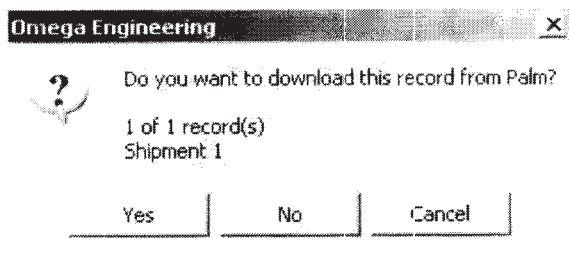 Omega Engineering
Do you want to download this record from Palm?
1 of 1 record(s)
Shipment 1
Yes No Cancel